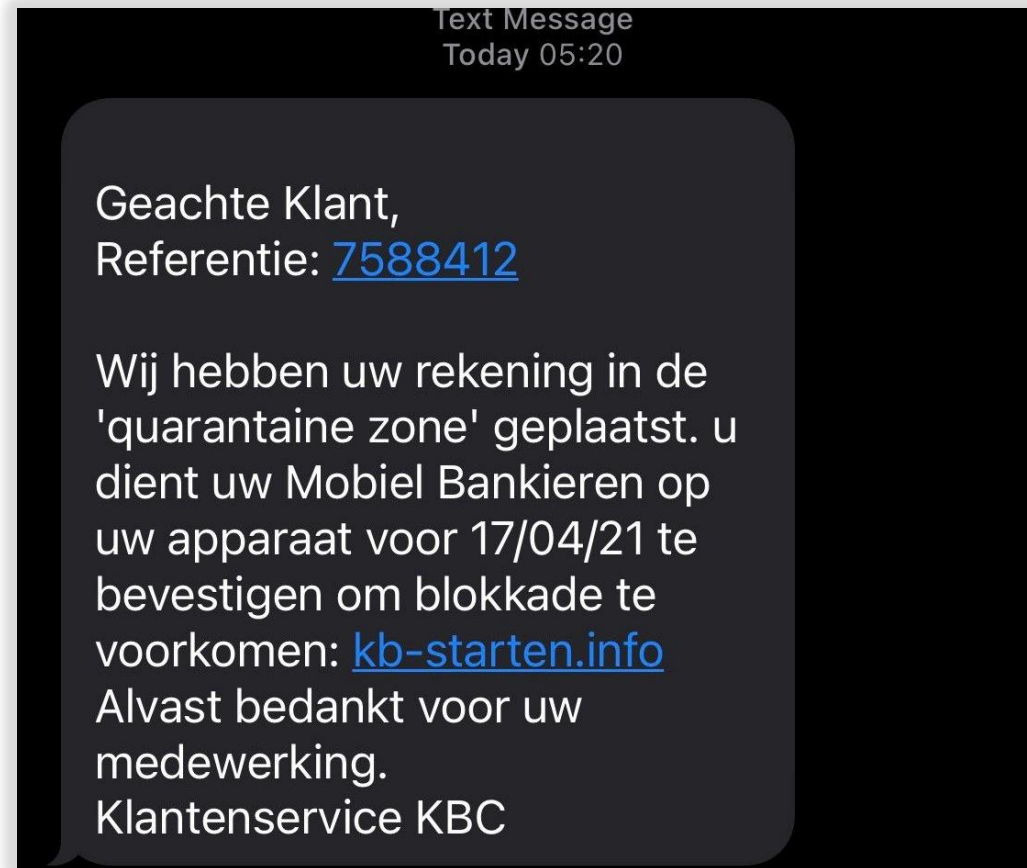 Text Message
Today 05:20
Geachte Klant,
Referentie: 7588412
Wij hebben uw rekening in de
'quarantaine zone' geplaatst. u
dient uw Mobiel Bankieren op
uw apparaat voor 17/04/21 te
bevestigen om blokkade te
voorkomen: kb-starten.info
Alvast bedankt voor uw
medewerking.
Klantenservice KBC